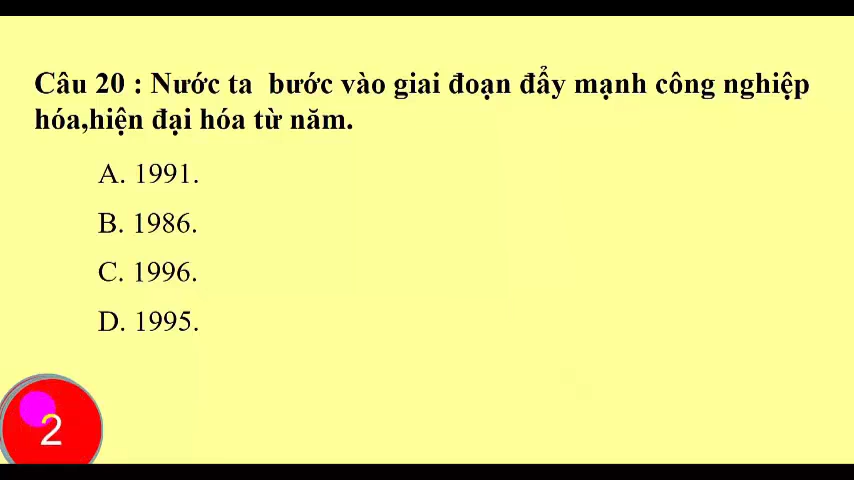 Câu 20 : Nước ta bước vào giai đoạn đẩy mạnh công nghiệp
hóa,hiện đại hóa từ năm.
A. 1991.
B. 1986.
C. 1996.
D. 1995.
2